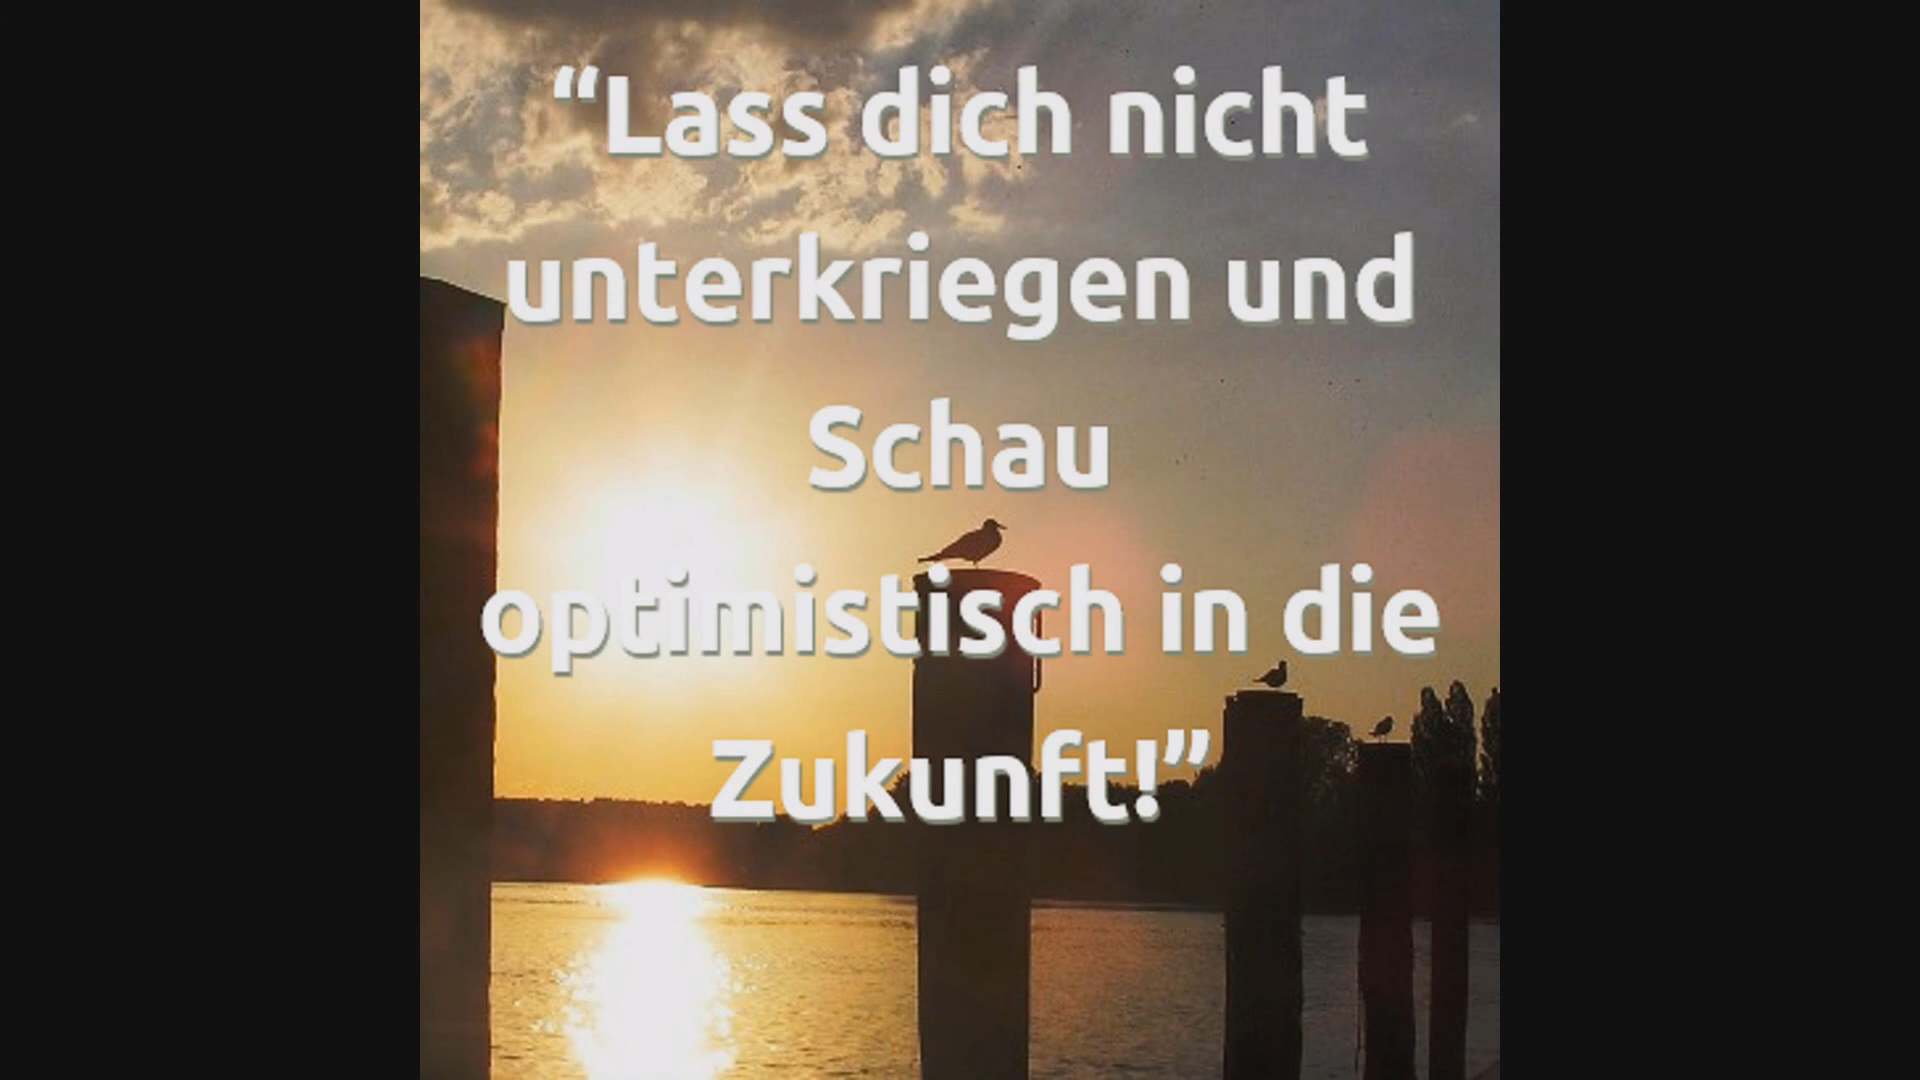 “Lass dich nicht
unterkriegen und
Schau
optimistisch in die
Zukunft!”